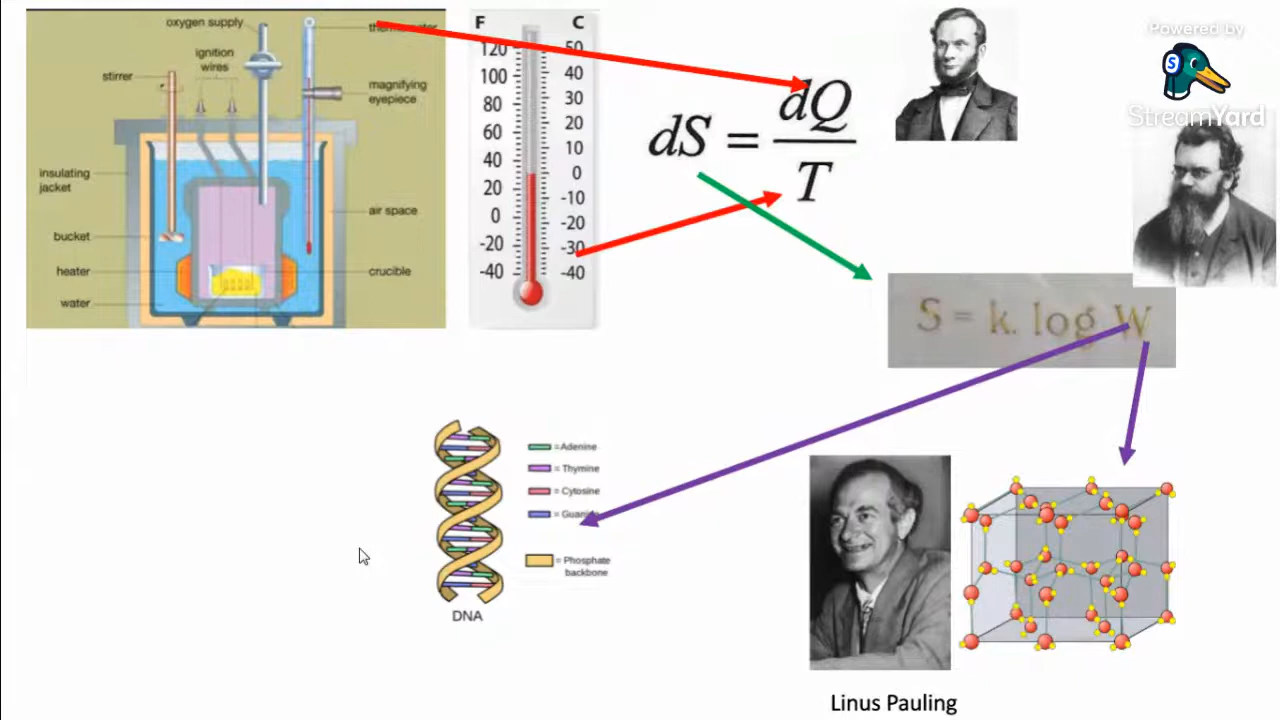 oxygen supply
thermometer
ignition
wires
stirrer
magnifying
eyepiece
insulating
jacket
air space
bucket
heater
crucible
water
F C
120 50
100 40
80 30
60 20
40 10
20 0
0 -10
-20 -20
-40 -30
-40
dS = dQ
T
Powered by
S
StreamYard
S = k. log W
= Adenine
= Thymine
= Cytosine
= Guanine
= Phosphate
backbone
DNA
Linus Pauling